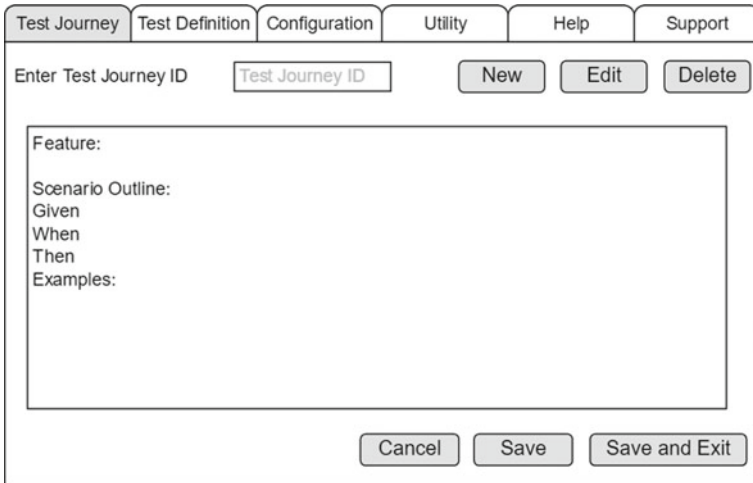 Test Journey Test Definition Configuration Utility Help Support
Enter Test Journey ID Test Journey ID New Edit Delete
Feature:
Scenario Outline:
Given
When
Then
Examples:
Cancel Save Save and Exit